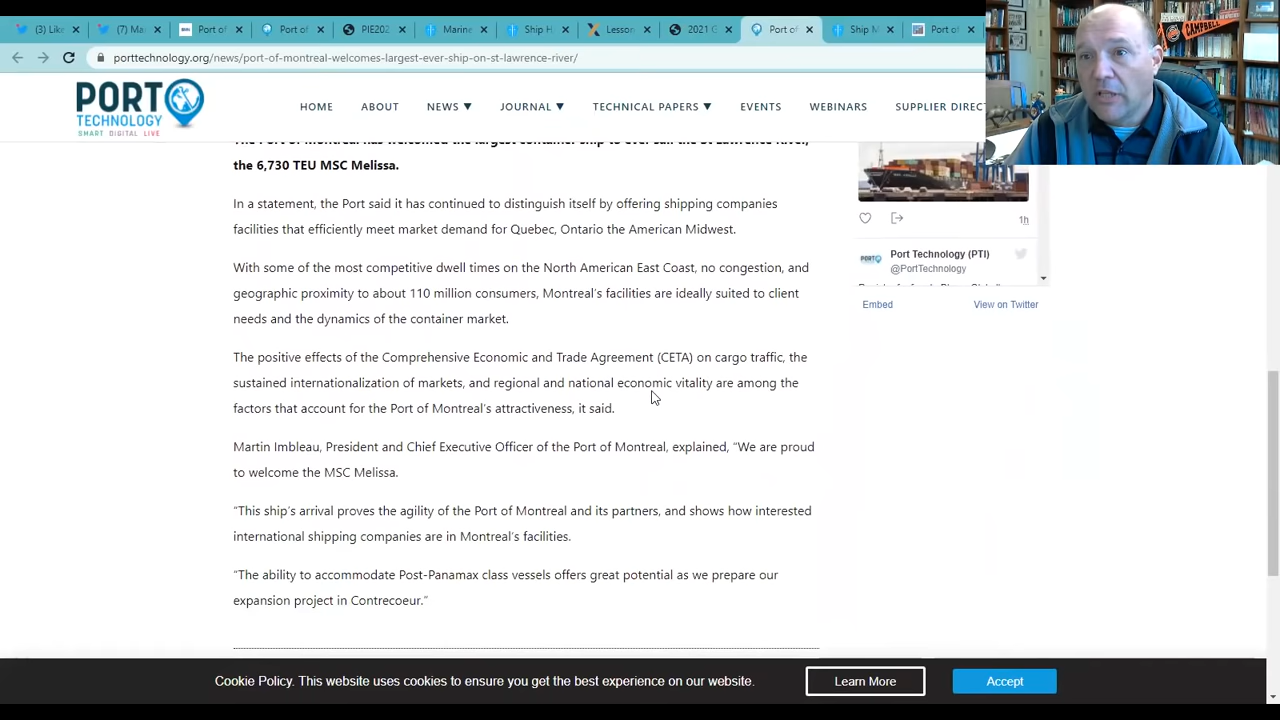 (3) Like
(7) Ma
Port of
Port of
PIE202
Marine
Ship H
Lesson
2021 G
Port of
Ship M
Port of
CAMPBELL
porttechnology.org/news/port-of-montreal-welcomes-largest-ever-ship-on-st-lawrence-river/
PORT
TECHNOLOGY
SMART DIGITAL LIVE
HOME ABOUT NEWS ▼ JOURNAL ▼ TECHNICAL PAPERS ▼ EVENTS WEBINARS SUPPLIER DIREC
The Port of Montreal has welcomed the largest container ship to ever sail the St Lawrence River,
the 6,730 TEU MSC Melissa.
In a statement, the Port said it has continued to distinguish itself by offering shipping companies
facilities that efficiently meet market demand for Quebec, Ontario the American Midwest.
With some of the most competitive dwell times on the North American East Coast, no congestion, and
geographic proximity to about 110 million consumers, Montreal's facilities are ideally suited to client
needs and the dynamics of the container market.
The positive effects of the Comprehensive Economic and Trade Agreement (CETA) on cargo traffic, the
sustained internationalization of markets, and regional and national economic vitality are among the
factors that account for the Port of Montreal's attractiveness, it said.
Martin Imbleau, President and Chief Executive Officer of the Port of Montreal, explained, “We are proud
to welcome the MSC Melissa.
“This ship's arrival proves the agility of the Port of Montreal and its partners, and shows how interested
international shipping companies are in Montreal's facilities.
“The ability to accommodate Post-Panamax class vessels offers great potential as we prepare our
expansion project in Contrecoeur.”
1h
Port Technology (PTI)
@PortTechnology
Embed View on Twitter
Cookie Policy. This website uses cookies to ensure you get the best experience on our website.
Learn More
Accept